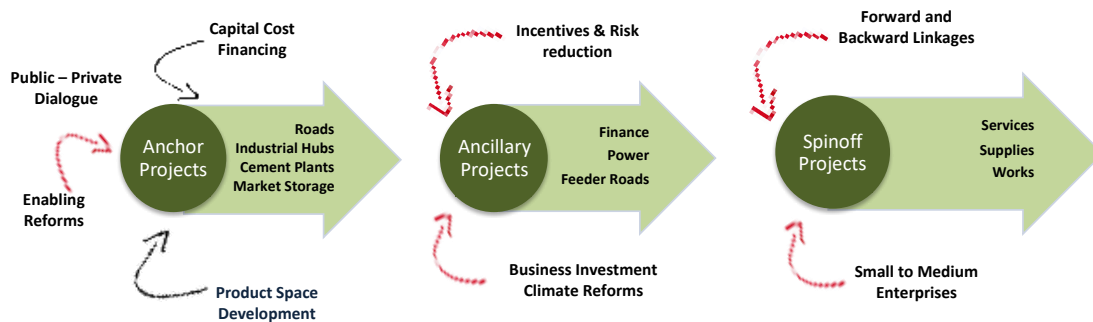 Capital Cost
Financing
Public – Private
Dialogue
Anchor
Projects
Roads
Industrial Hubs
Cement Plants
Market Storage
Enabling
Reforms
Product Space
Development
Incentives & Risk
reduction
Ancillary
Projects
Finance
Power
Feeder Roads
Business Investment
Climate Reforms
Forward and
Backward Linkages
Spinoff
Projects
Services
Supplies
Works
Small to Medium
Enterprises